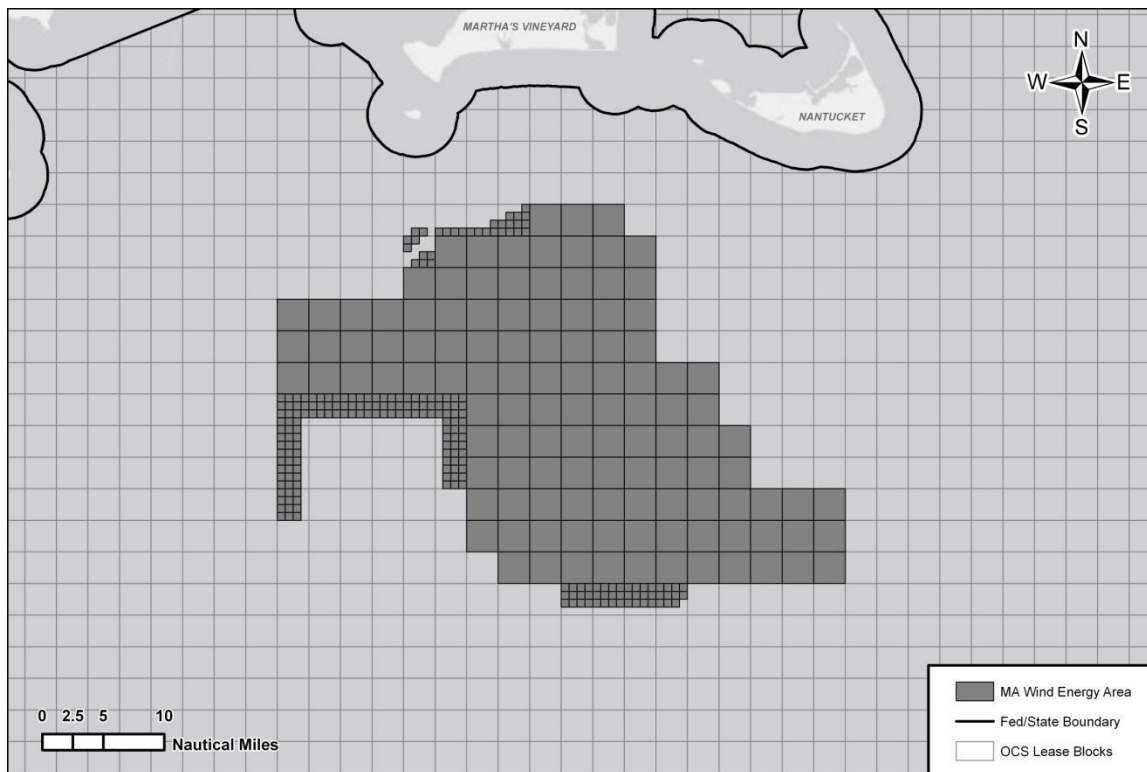 MARTHA'S VINEYARD
N
W E
S
NANTUCKET
0 2.5 5 10
Nautical Miles
MA Wind Energy Area
Fed/State Boundary
OCS Lease Blocks